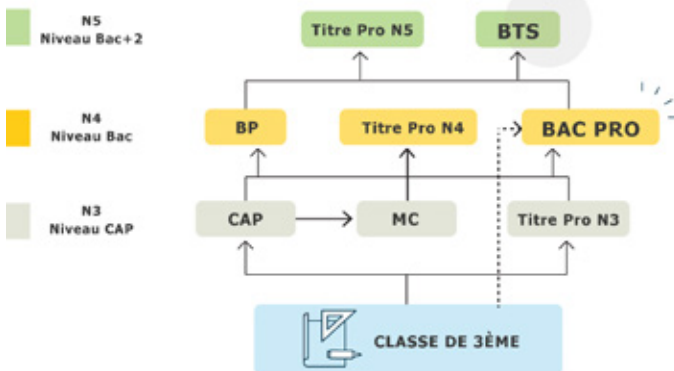 N5
Niveau Bac+2
Titre Pro N5
BTS
N4
Niveau Bac
BP
Titre Pro N4
BAC PRO
N3
Niveau CAP
CAP
MC
Titre Pro N3
CLASSE DE 3ÈME